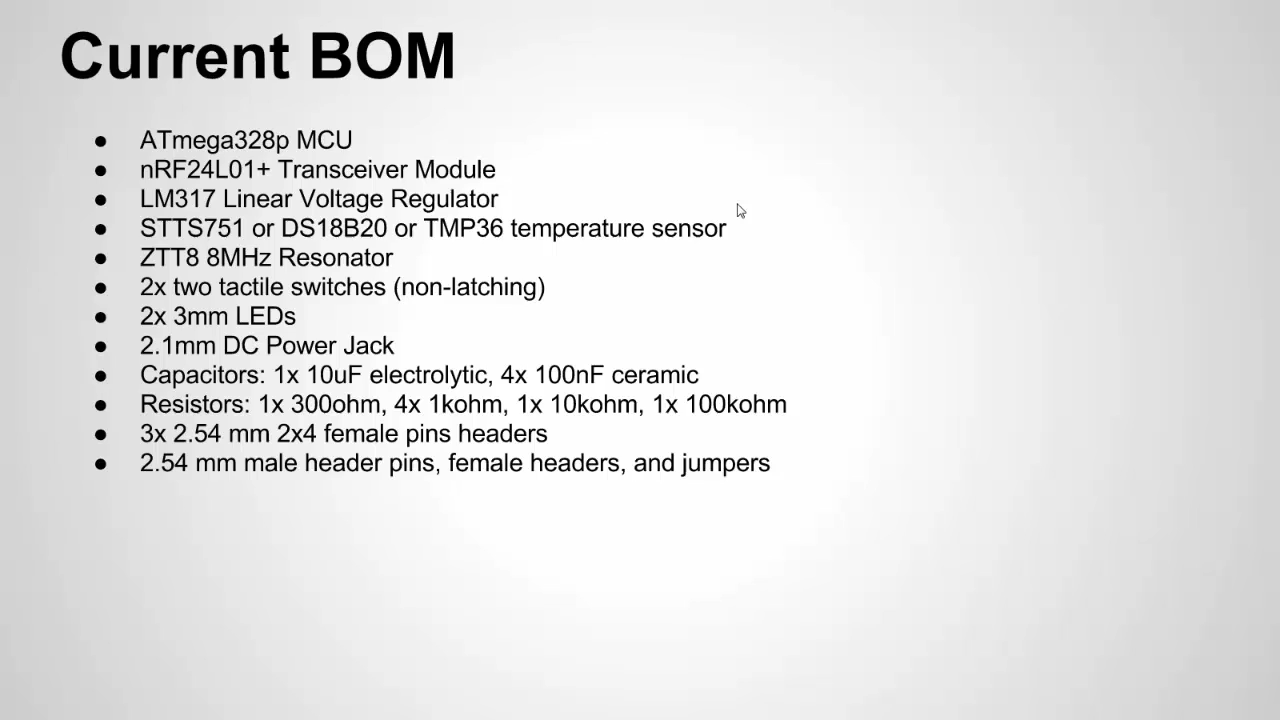 Current BOM
● ATmega328p MCU
● nRF24L01+ Transceiver Module
● LM317 Linear Voltage Regulator
● STTS751 or DS18B20 or TMP36 temperature sensor
● ZTT8 8MHz Resonator
● 2x two tactile switches (non-latching)
● 2x 3mm LEDs
● 2.1mm DC Power Jack
● Capacitors: 1x 10uF electrolytic, 4x 100nF ceramic
● Resistors: 1x 300ohm, 4x 1kohm, 1x 10kohm, 1x 100kohm
● 3x 2.54 mm 2x4 female pins headers
● 2.54 mm male header pins, female headers, and jumpers